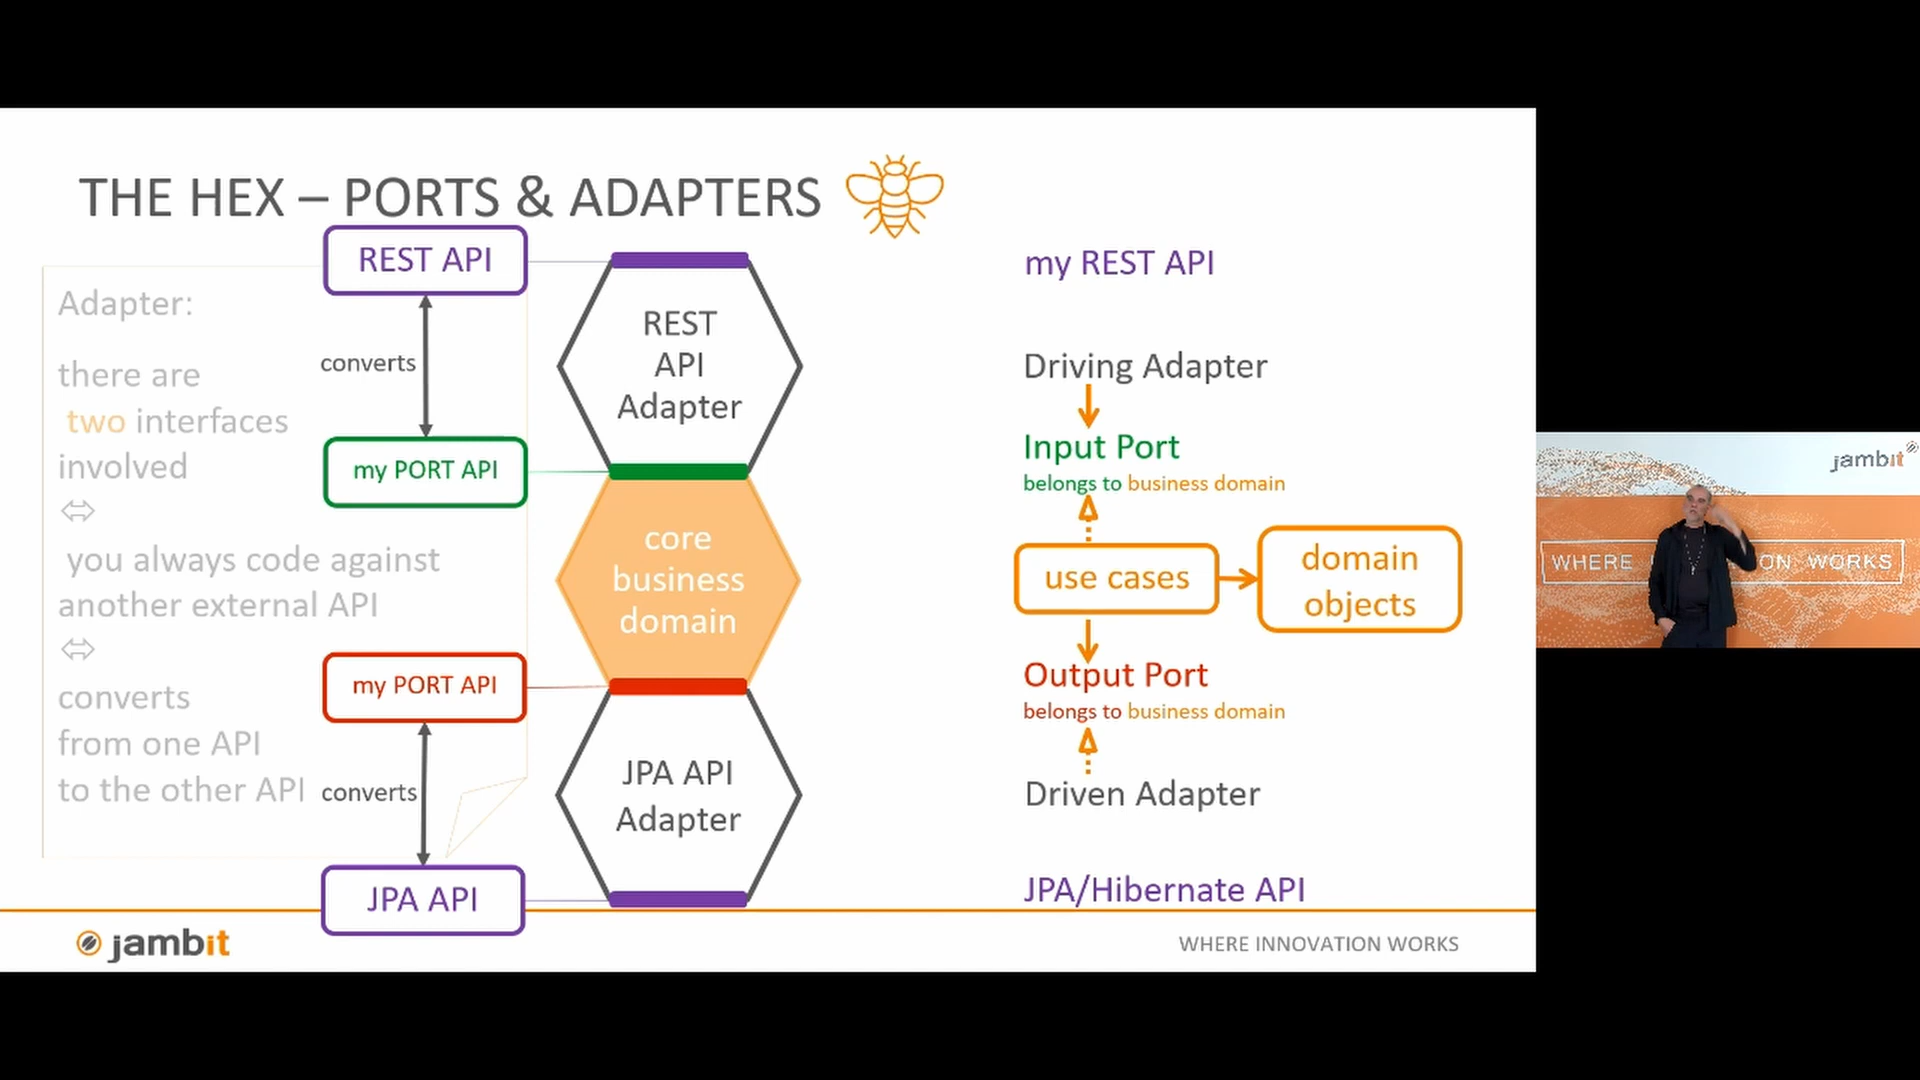 THE HEX – PORTS & ADAPTERS
REST API
Adapter:
converts
there are
two interfaces
involved
my PORT API
you always code against
another external API
my PORT API
converts
from one API
to the other API
converts
JPA API
REST
API
Adapter
core
business
domain
JPA API
Adapter
my REST API
Driving Adapter
Input Port
belongs to business domain
use cases
domain
objects
Output Port
belongs to business domain
Driven Adapter
JPA/Hibernate API
jambit
WHERE INNOVATION WORKS
jambit
WHERE ON WORKS